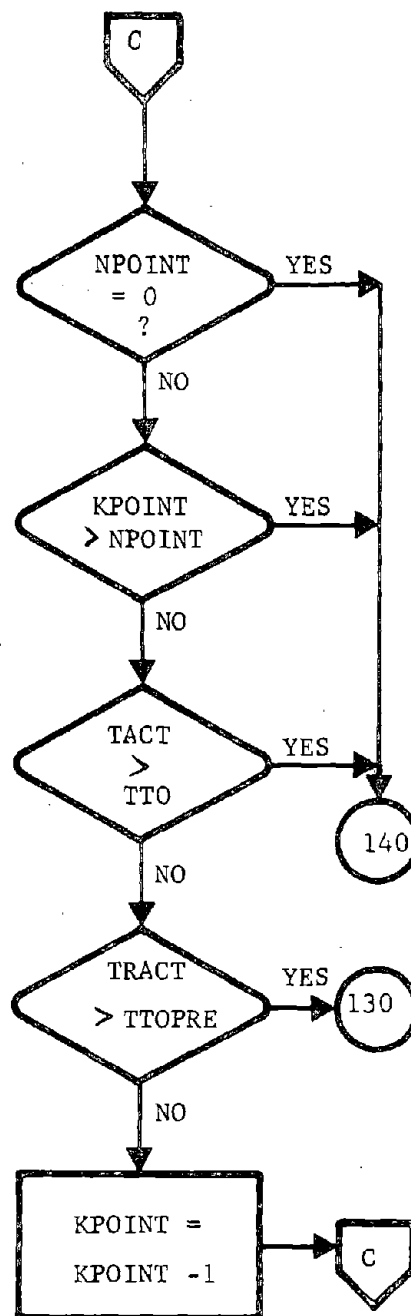 C
NPOINT
= 0
?
YES
NO
KPOINT
> NPOINT
YES
NO
TACT
>
TTO
YES
140
NO
TRACT
> TTOPRE
YES
130
NO
KPOINT =
KPOINT -1
C